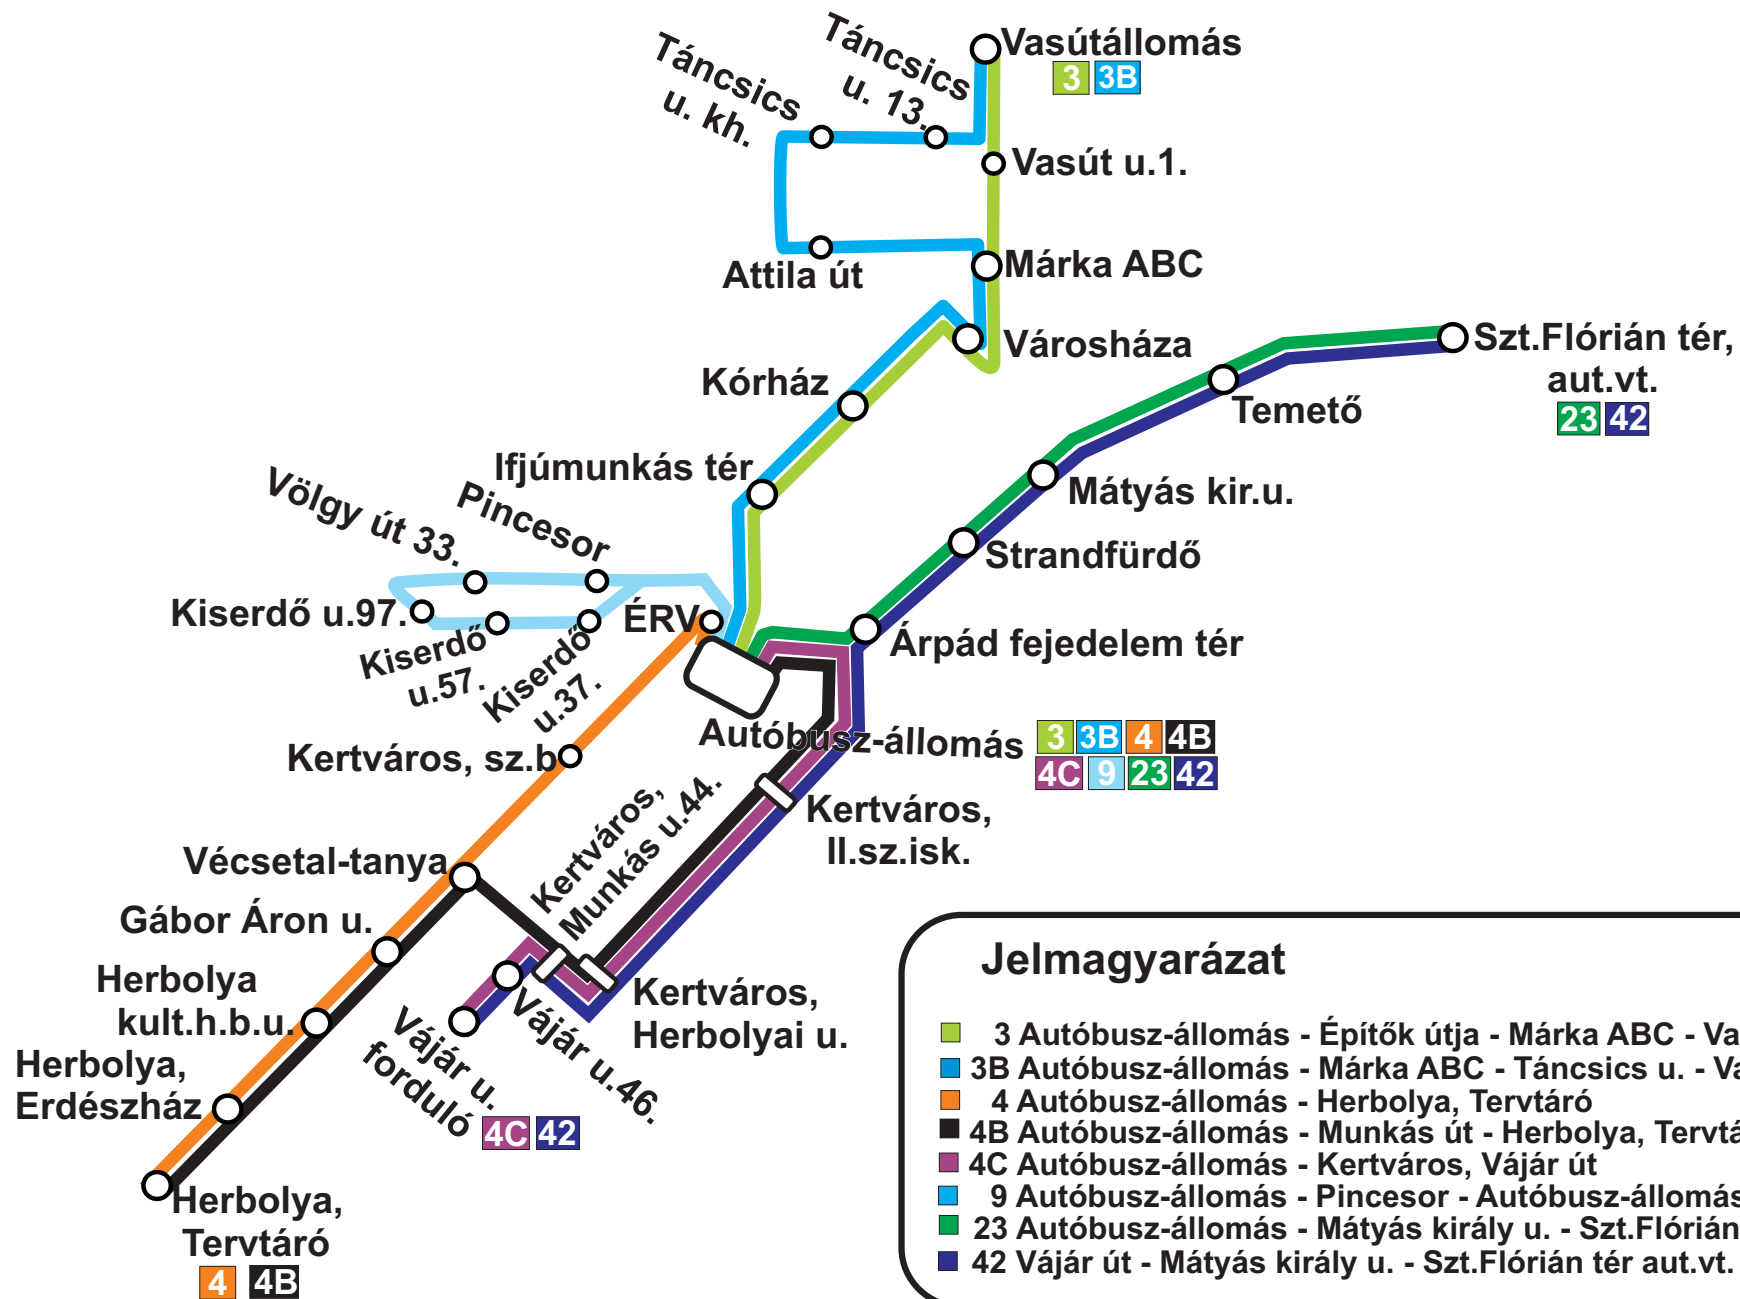 Vasútállomás
3 3B
Táncsics
u. 13.
Táncsics
u. kh.
Vasút u.1.
Attila út
Márka ABC
Városháza
Szt.Flórián tér,
aut.vt.
23 42
Kórház
Temető
Ifjúmunkás tér
Mátyás kir.u.
Völgy út 33.
Pincesor
Strandfürdő
Kiserdő u.97.
ÉRV
Kiserdő
u.57.
Kiserdő
u.37.
Árpád fejedelem tér
Autóbusz-állomás
3 3B 4 4B
4C 9 23 42
Kertváros, sz.b
Kertváros,
II.sz.isk.
Kertváros,
Munkás u.44.
Vécsetal-tanya
Gábor Áron u.
Herbolya
kult.h.b.u.
Kertváros,
Herbolyai u.
Vájár u.46.
Vájár u.
forduló
4C 42
Herbolya,
Erdészház
Herbolya,
Tervtáró
4 4B
Jelmagyarázat
3 Autóbusz-állomás - Építők útja - Márka ABC - Va
3B Autóbusz-állomás - Márka ABC - Táncsics u. - Va
4 Autóbusz-állomás - Herbolya, Tervtáró
4B Autóbusz-állomás - Munkás út - Herbolya, Tervtá
4C Autóbusz-állomás - Kertváros, Vájár út
9 Autóbusz-állomás - Pincesor - Autóbusz-állomás
23 Autóbusz-állomás - Mátyás király u. - Szt.Flórián
42 Vájár út - Mátyás király u. - Szt.Flórián tér aut.vt.